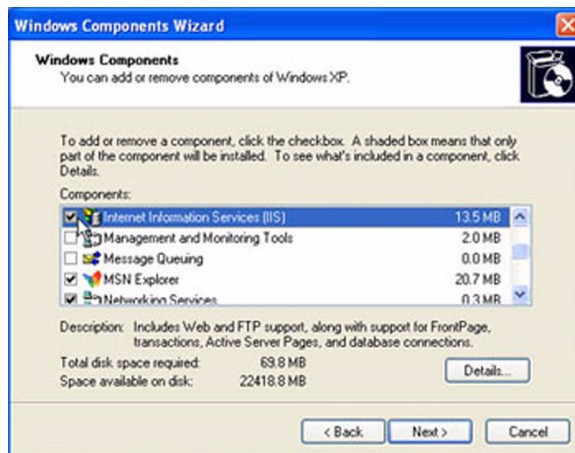 Windows Components Wizard
Windows Components
You can add or remove components of Windows XP.
To add or remove a component, click the checkbox. A shaded box means that only
part of the component will be installed. To see what's included in a component, click
Details.
Components:
Internet Information Services (IIS) 13.5 MB
Management and Monitoring Tools 2.0 MB
Message Queuing 0.0 MB
MSN Explorer 20.7 MB
Networking Services 0.3 MB
Description: Includes Web and FTP support, along with support for FrontPage,
transactions, Active Server Pages, and database connections.
Total disk space required: 69.8 MB
Space available on disk: 22418.8 MB
Details...
< Back Next > Cancel